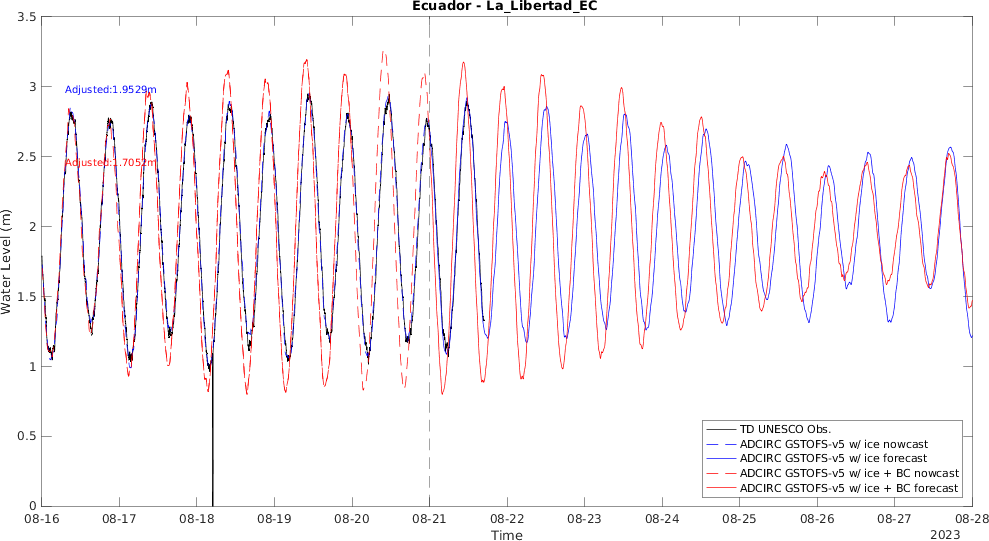 Ecuador - La_Libertad_EC
3.5
3
2.5
2
1.5
1
0.5
0
Water Level (m)
Adjusted:1.9529m
Adjusted:1.7052m
TD UNESCO Obs.
ADCIRC GSTOFS-v5 w/ ice nowcast
ADCIRC GSTOFS-v5 w/ ice forecast
ADCIRC GSTOFS-v5 w/ ice + BC nowcast
ADCIRC GSTOFS-v5 w/ ice + BC forecast
08-16 08-17 08-18 08-19 08-20 08-21 08-22 08-23 08-24 08-25 08-26 08-27 08-28
Time
2023